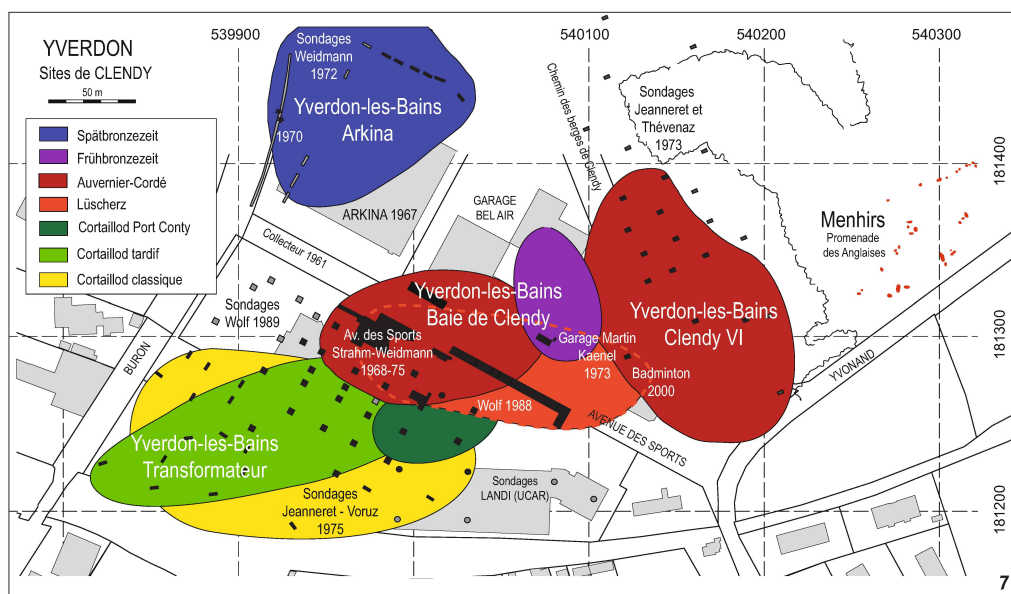 YVERDON
Sites de CLENDY
50 m
539900
540100
540200
540300
181400
181300
181200
Spätbronzezeit
Frühbronzezeit
Auvernier-Cordé
Lüscherz
Cortaillod Port Conty
Cortaillod tardif
Cortaillod classique
Sondages
Weidmann
1972
Yverdon-les-Bains
Arkina
1970
ARKINA 1967
Collecteur 1961
GARAGE
BEL AIR
Chemin des berges de Clendy
Sondages
Jeanneret et
Thévenaz
1973
Menhirs
Promenade
des Anglaises
Sondages
Wolf 1989
Yverdon-les-Bains
Baie de Clendy
Av. des Sports
Strahm-Weidmann
1968-75
Garage Martin
Kaenel
1973
Yverdon-les-Bains
Clendy VI
Badminton
2000
Wolf 1988
AVENUE DES SPORTS
YVONAND
BURON
Yverdon-les-Bains
Transformateur
Sondages
Jeanneret - Voruz
1975
Sondages
LANDI (UCAR)
7